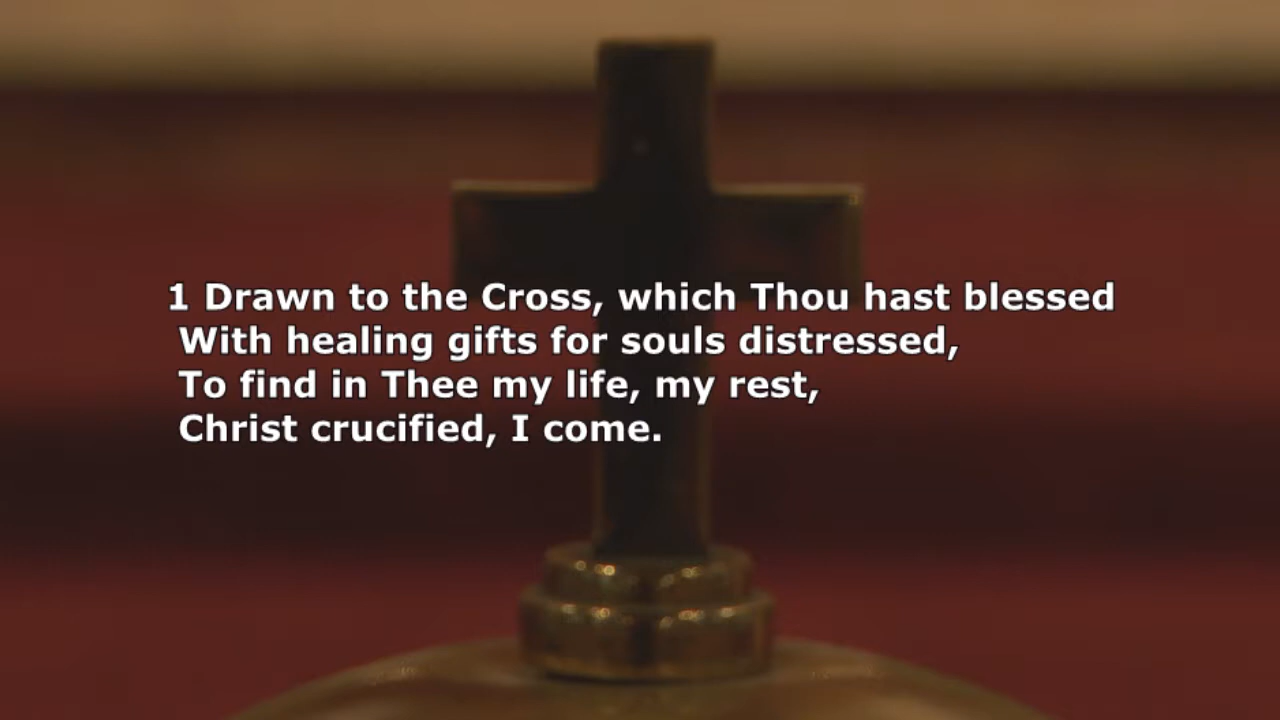 1 Drawn to the Cross, which Thou hast blessed
With healing gifts for souls distressed,
To find in Thee my life, my rest,
Christ crucified, I come.